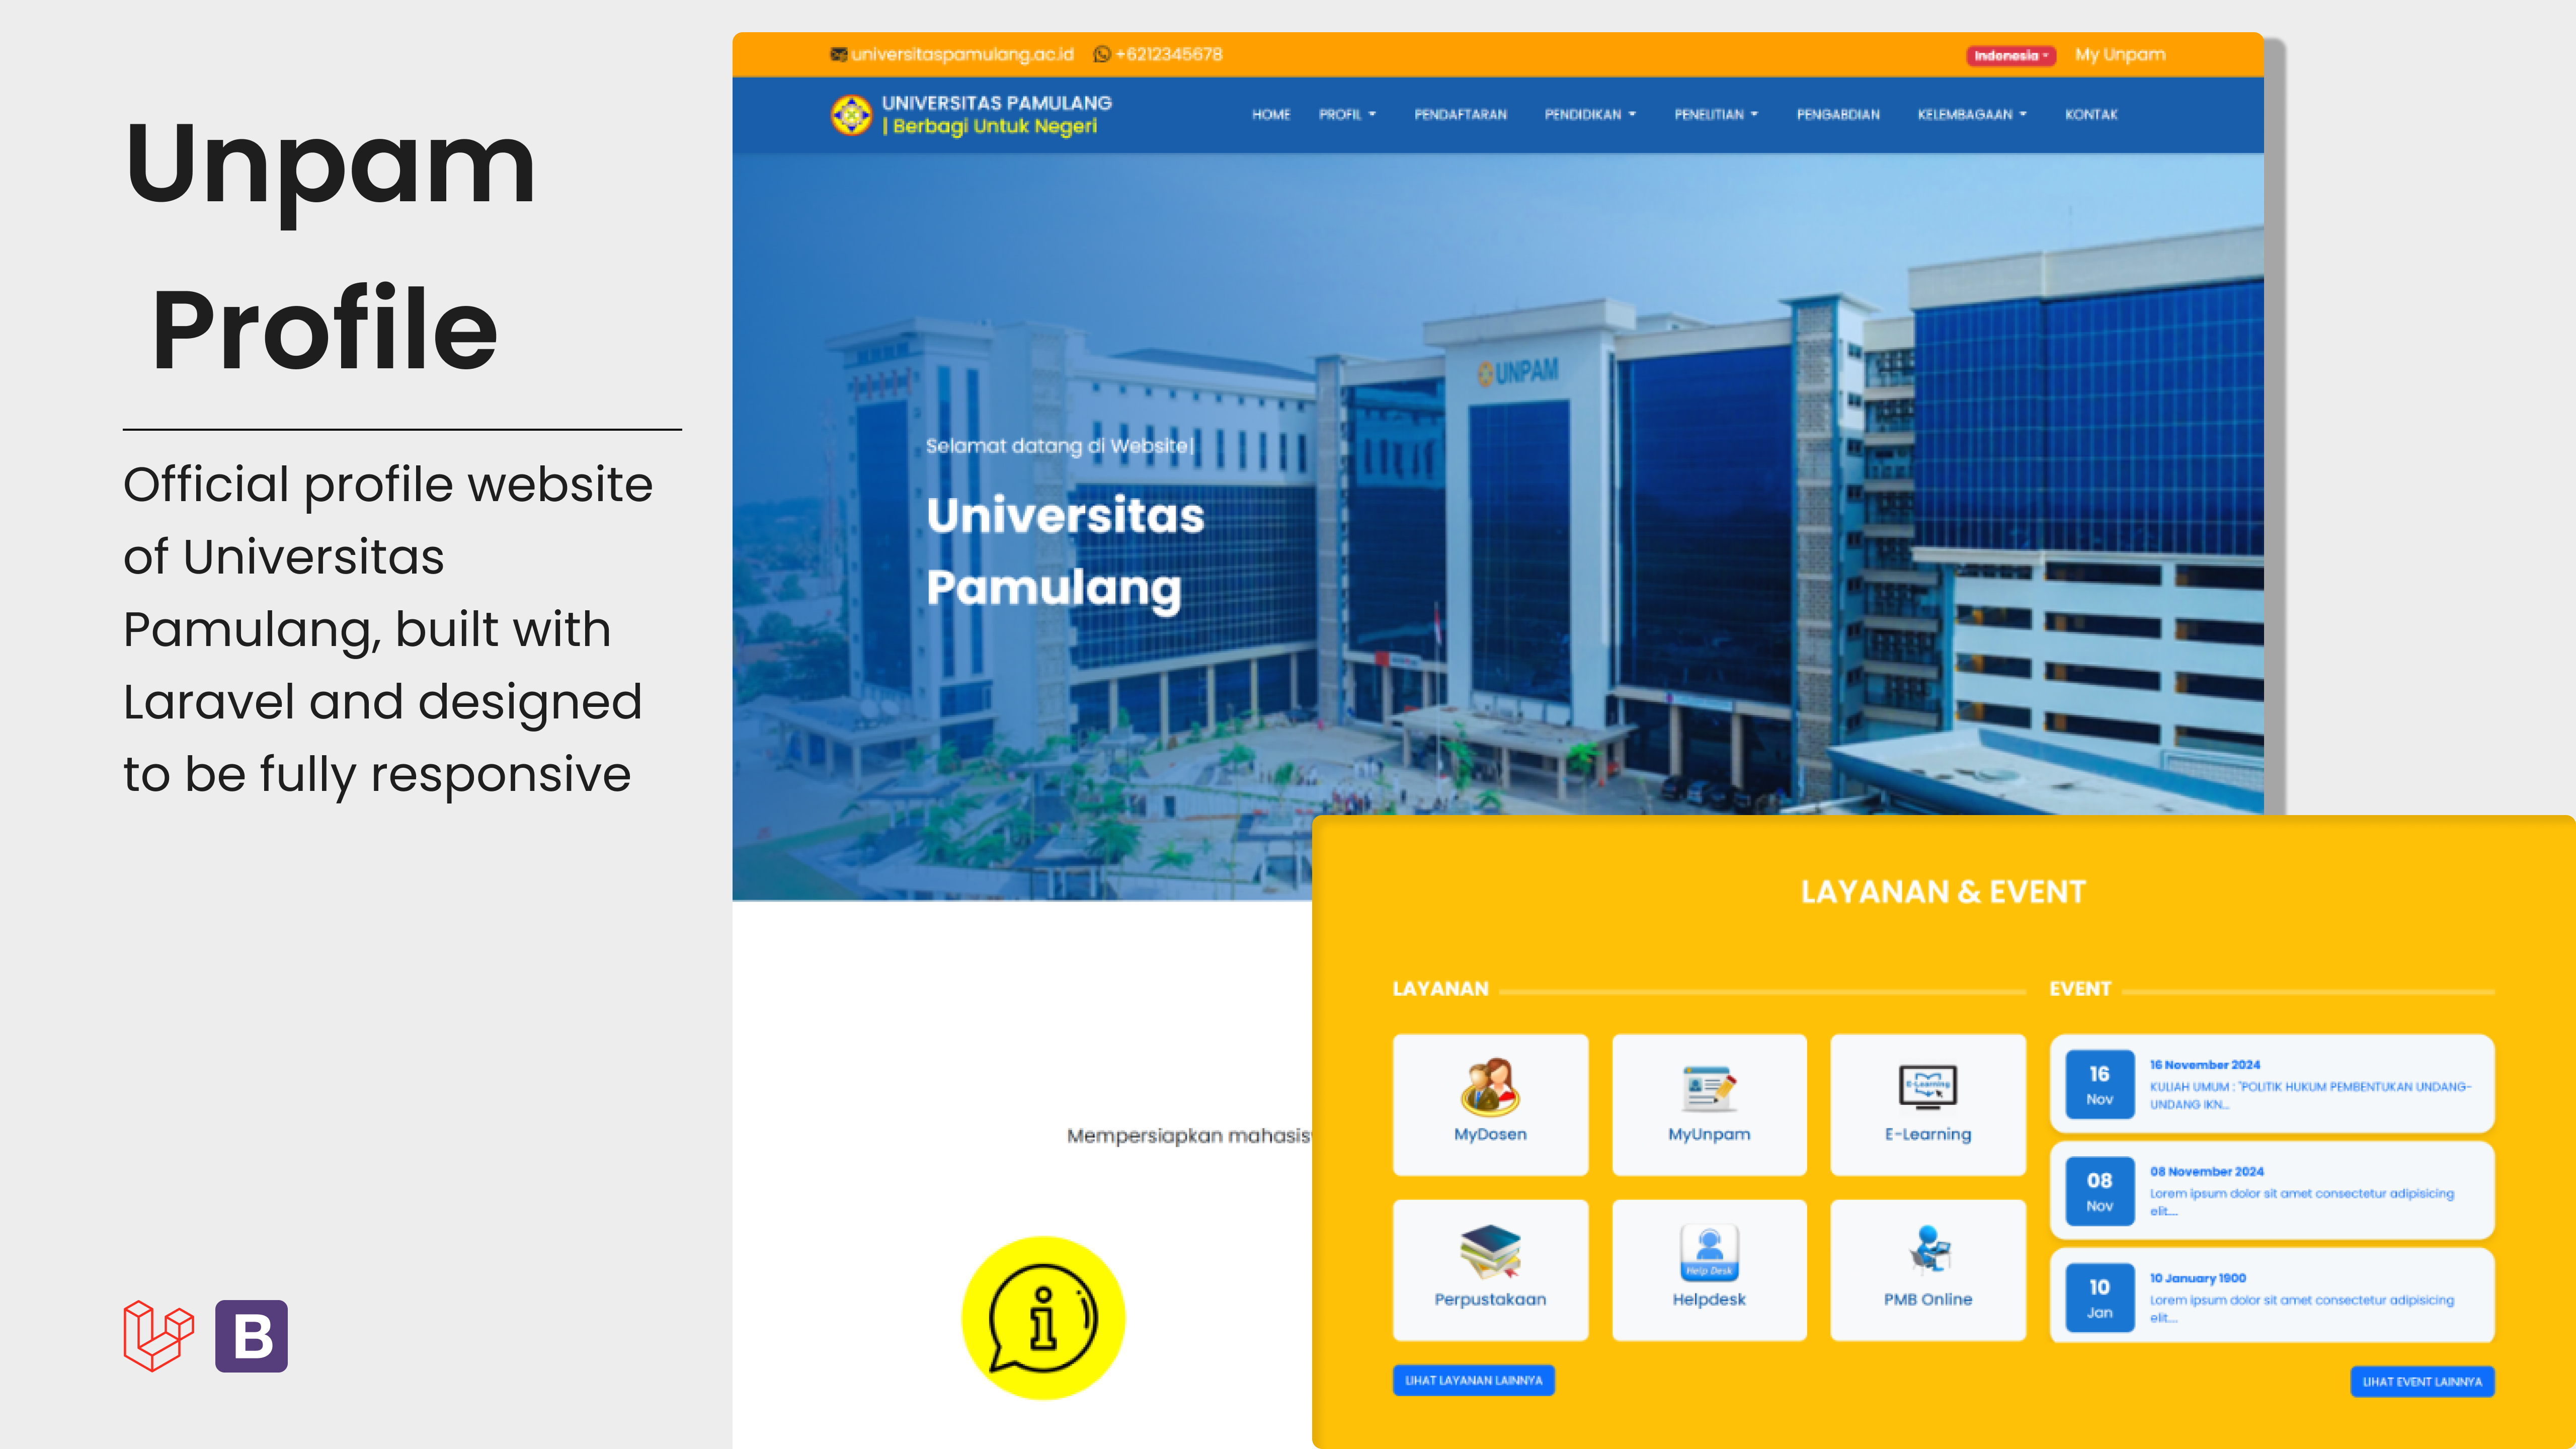 Unpam
Profile
Official profile website
of Universitas
Pamulang, built with
Laravel and designed
to be fully responsive
B
universitaspamulang.ac.id +6212345678 Indonesia My Unpam
UNIVERSITAS PAMULANG
| Berbagi Untuk Negeri
HOME PROFIL PENDAFTARAN PENDIDIKAN PENELITIAN PENGABDIAN KELEMBAGAAN KONTAK
UNPAM
Selamat datang di Website|
Universitas
Pamulang
Mempersiapkan mahasis
LAYANAN & EVENT
LAYANAN
MyDosen
MyUnpam
E-Learning
E-Learning
Perpustakaan
Help Desk
Helpdesk
PMB Online
LIHAT LAYANAN LAINNYA
EVENT
16
Nov
16 November 2024
KULIAH UMUM : "POLITIK HUKUM PEMBENTUKAN UNDANG-
UNDANG IKN...
08
Nov
08 November 2024
Lorem ipsum dolor sit amet consectetur adipisicing
elit....
10
Jan
10 January 1900
Lorem ipsum dolor sit amet consectetur adipisicing
elit....
LIHAT EVENT LAINNYA